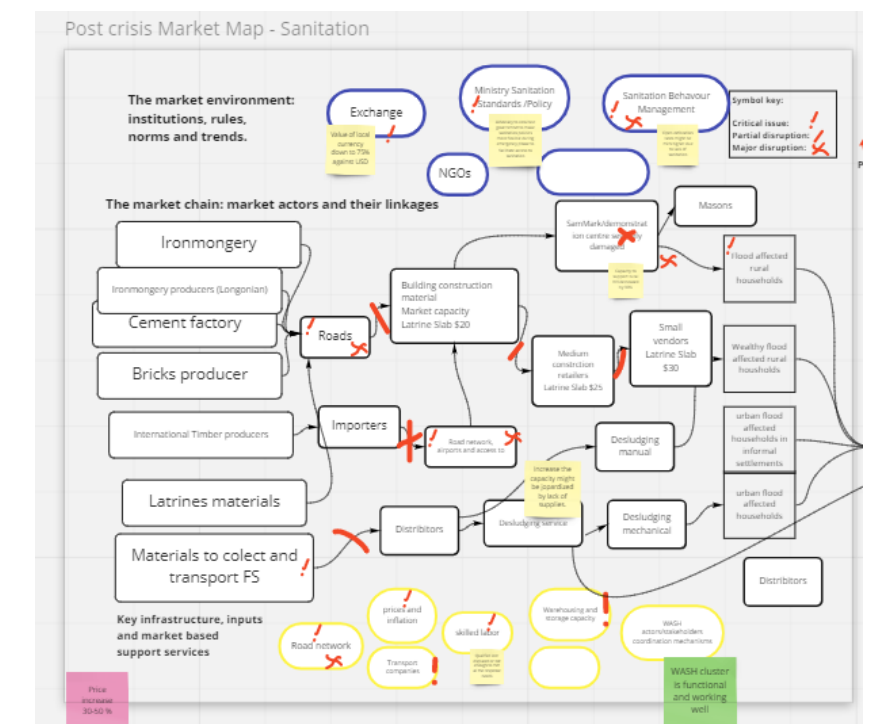 Post crisis Market Map - Sanitation
The market environment:
institutions, rules,
norms and trends.
Exchange
Value of local
currency
down to 75%
against USD
Ministry Sanitation
Standards /Policy
Sanitation Behavour
Management
Symbol key:
Critical issue:
Partial disruption:
Major disruption:
NGOs
The market chain: market actors and their linkages
Ironmongery
Ironmongery producers (Longonian)
Cement factory
Bricks producer
International Timber producers
Latrines materials
Materials to colect and
transport FS
Roads
Importers
Distribitors
Building construction
material
Market capacity
Latrine Slab $20
Road network,
airports and access to
SanMark/demonstrat
ion centre
damaged
Masons
Medium
constrction
retailers
Latrine Slab $25
Small
vendors
Latrine Slab
$30
Increase the
capacity might
be jopardized
by lack of
supplies.
Desludging service
Desludging
manual
Desludging
mechanical
Flood affected
rural
households
Wealthy flood
affected rural
housholds
urban flood
affected
households in
informal
settlements
urban flood
affected
households
Distribitors
Key infrastructure, inputs
and market based
support services
Road network
prices and
inflation
Transport
companies
skilled labor
Warehousing and
storage capacity
WASH
actors/stakeholders
coordination mechanisms
Price
increase
30-50 %
WASH cluster
is functional
and working
well